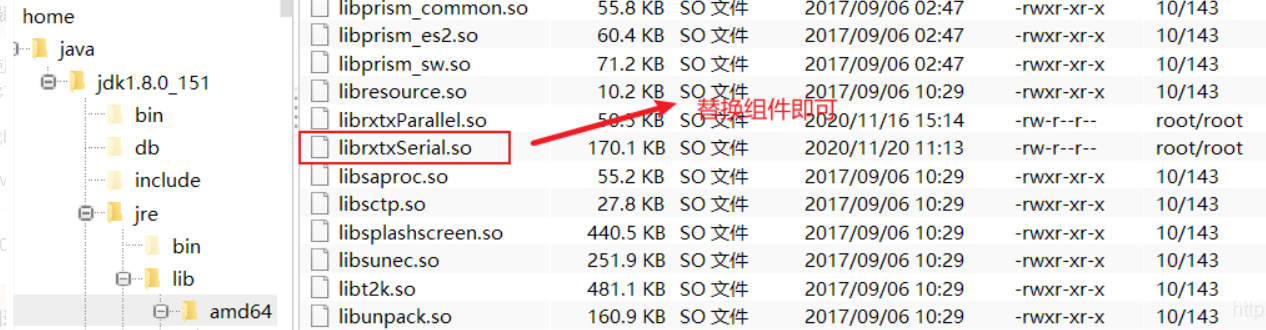 home
java
jdk1.8.0_151
bin
db
include
jre
bin
lib
amd64
libprism_common.so 55.8 KB SO 文件 2017/09/06 02:47 -rwxr-xr-x 10/143
libprism_es2.so 60.4 KB SO 文件 2017/09/06 02:47 -rwxr-xr-x 10/143
libprism_sw.so 71.2 KB SO 文件 2017/09/06 02:47 -rwxr-xr-x 10/143
libresource.so 10.2 KB SO 文件 2017/09/06 10:29 -rwxr-xr-x 10/143
替换组件即可
librxtxParallel.so KB SO 文件 2020/11/16 15:14 -rw-r--r-- root/root
librxtxSerial.so 170.1 KB SO 文件 2020/11/20 11:13 -rw-r--r-- root/root
libsaproc.so 55.2 KB SO 文件 2017/09/06 10:29 -rwxr-xr-x 10/143
libsctp.so 27.8 KB SO 文件 2017/09/06 10:29 -rwxr-xr-x 10/143
libsplashscreen.so 440.5 KB SO 文件 2017/09/06 10:29 -rwxr-xr-x 10/143
libsunec.so 251.9 KB SO 文件 2017/09/06 10:29 -rwxr-xr-x 10/143
libt2k.so 481.1 KB SO 文件 2017/09/06 10:29 -rwxr-xr-x 10/143
libunpack.so 160.9 KB SO 文件 2017/09/06 10:29 -rwxr-xr-x 10/143
http